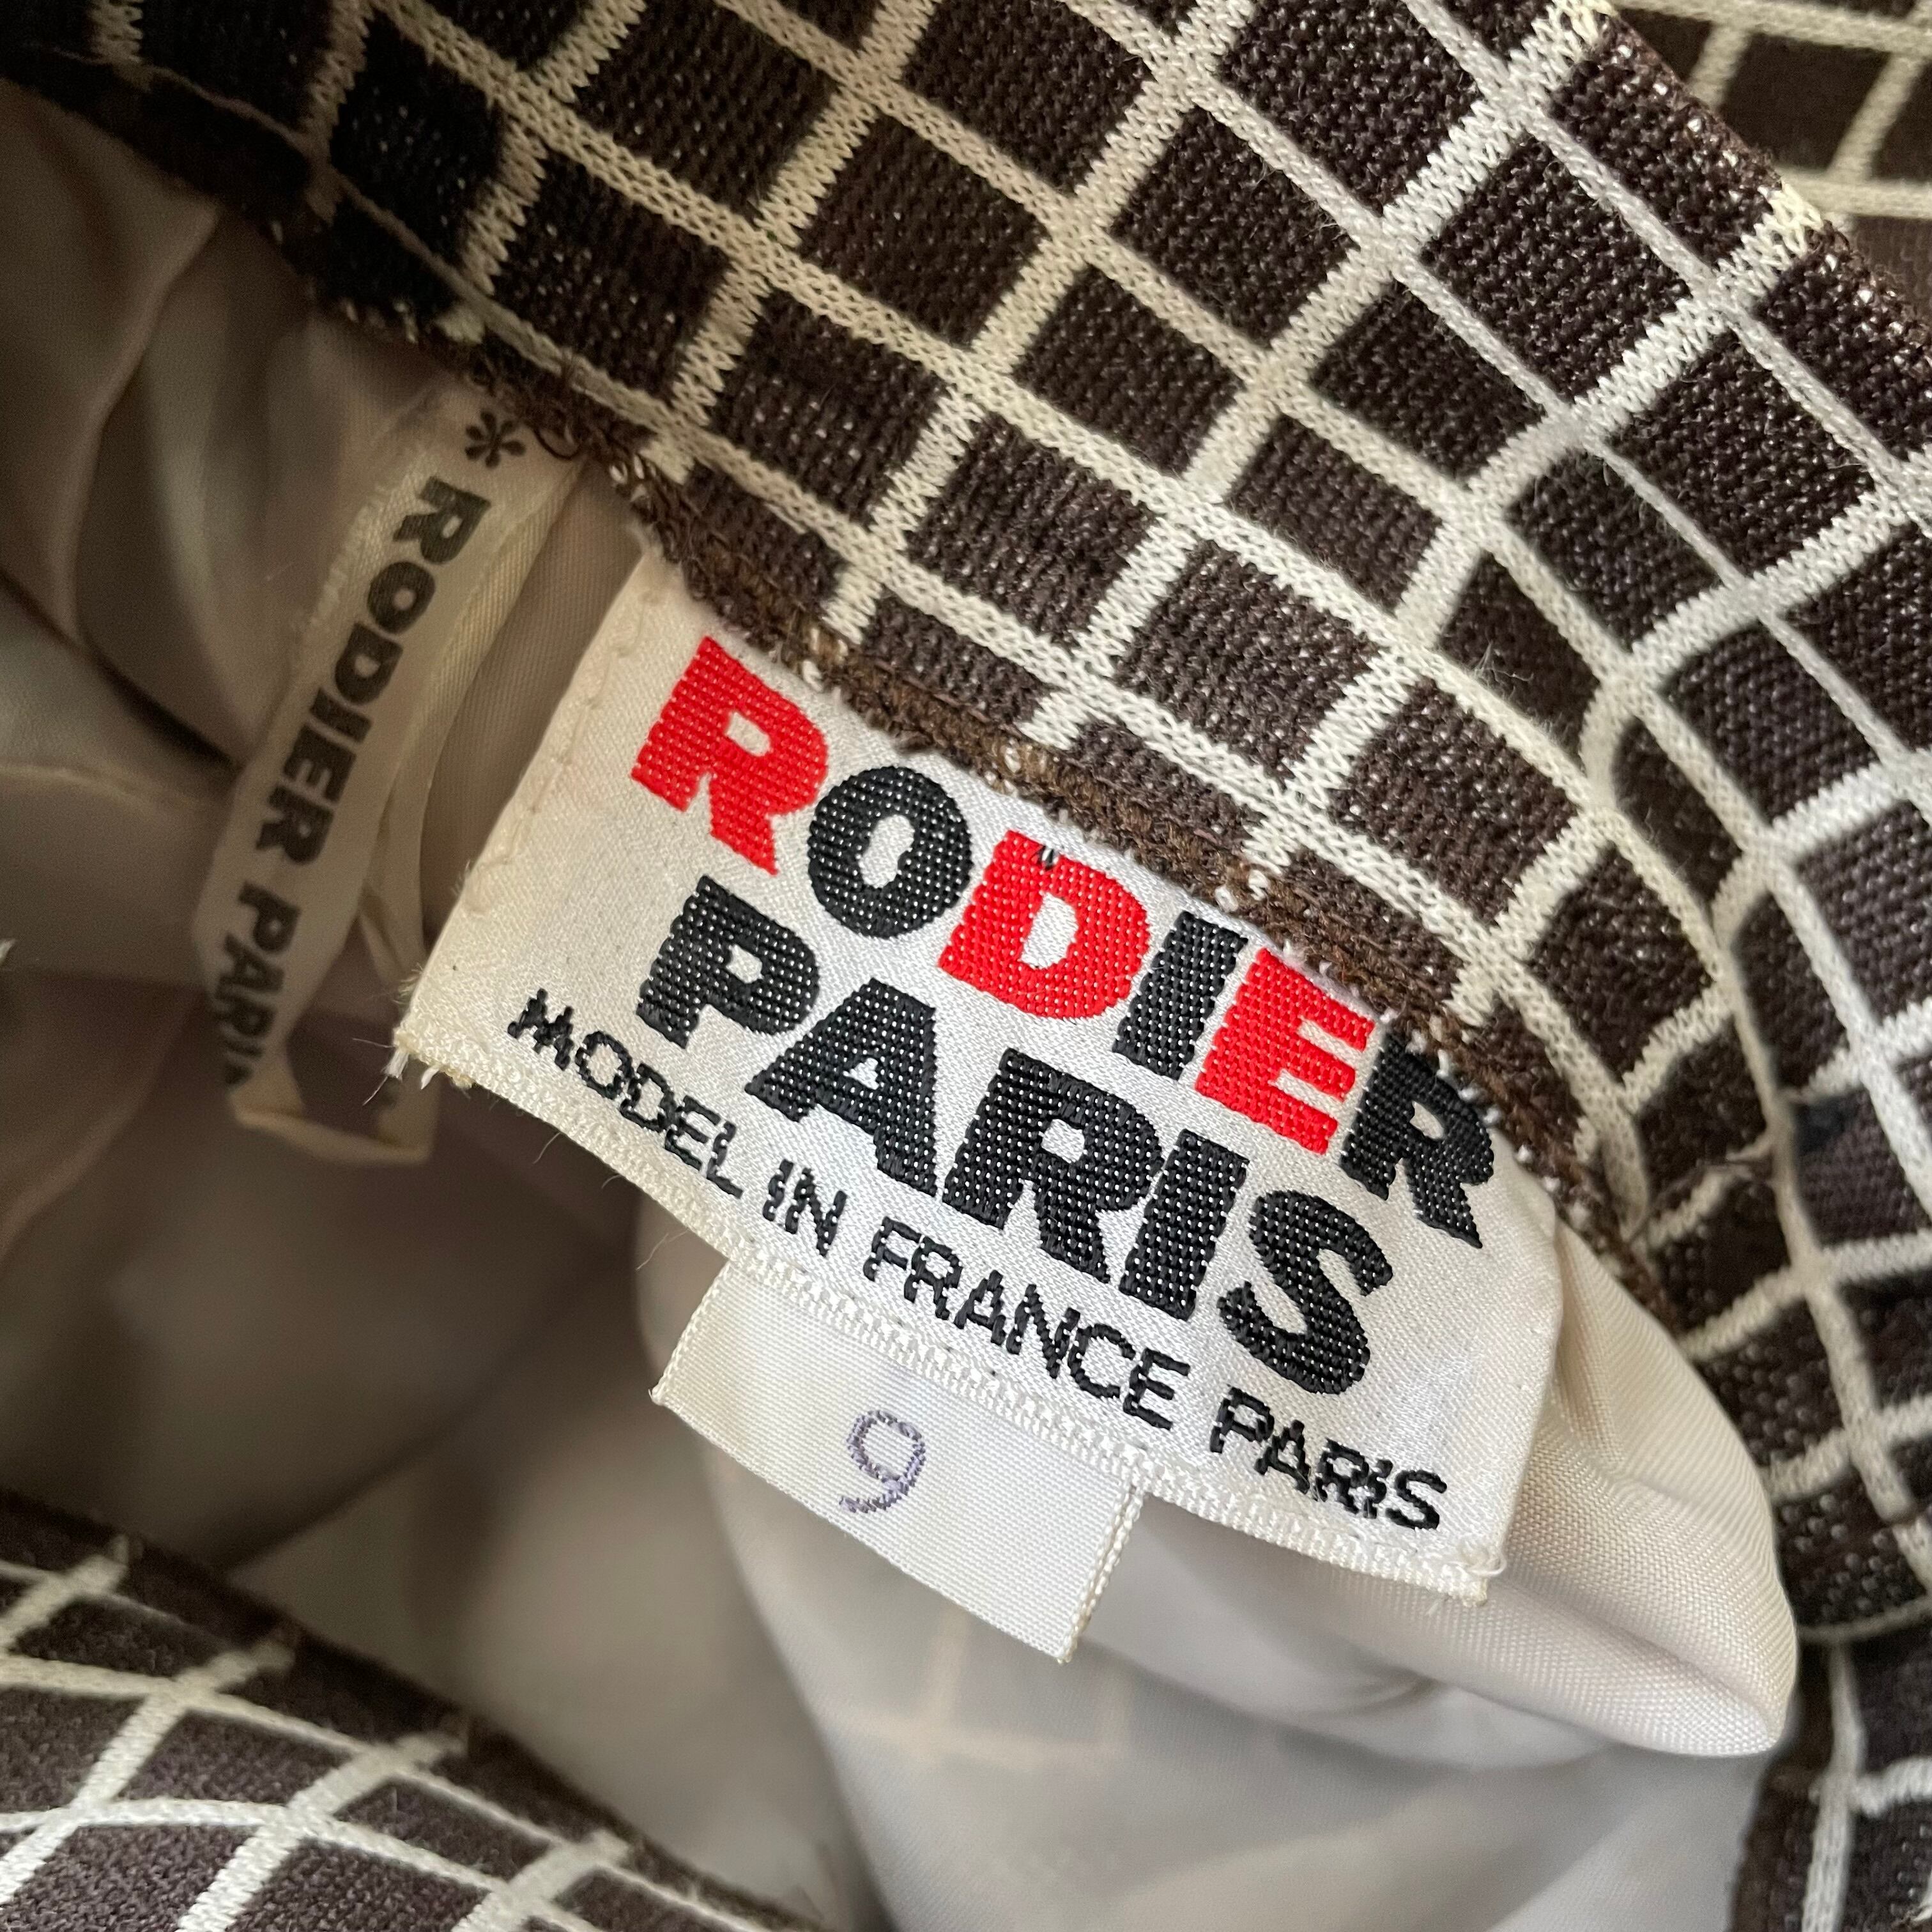 * RODIER PARIS
RODIER
PARIS
MODEL IN FRANCE PARIS
9